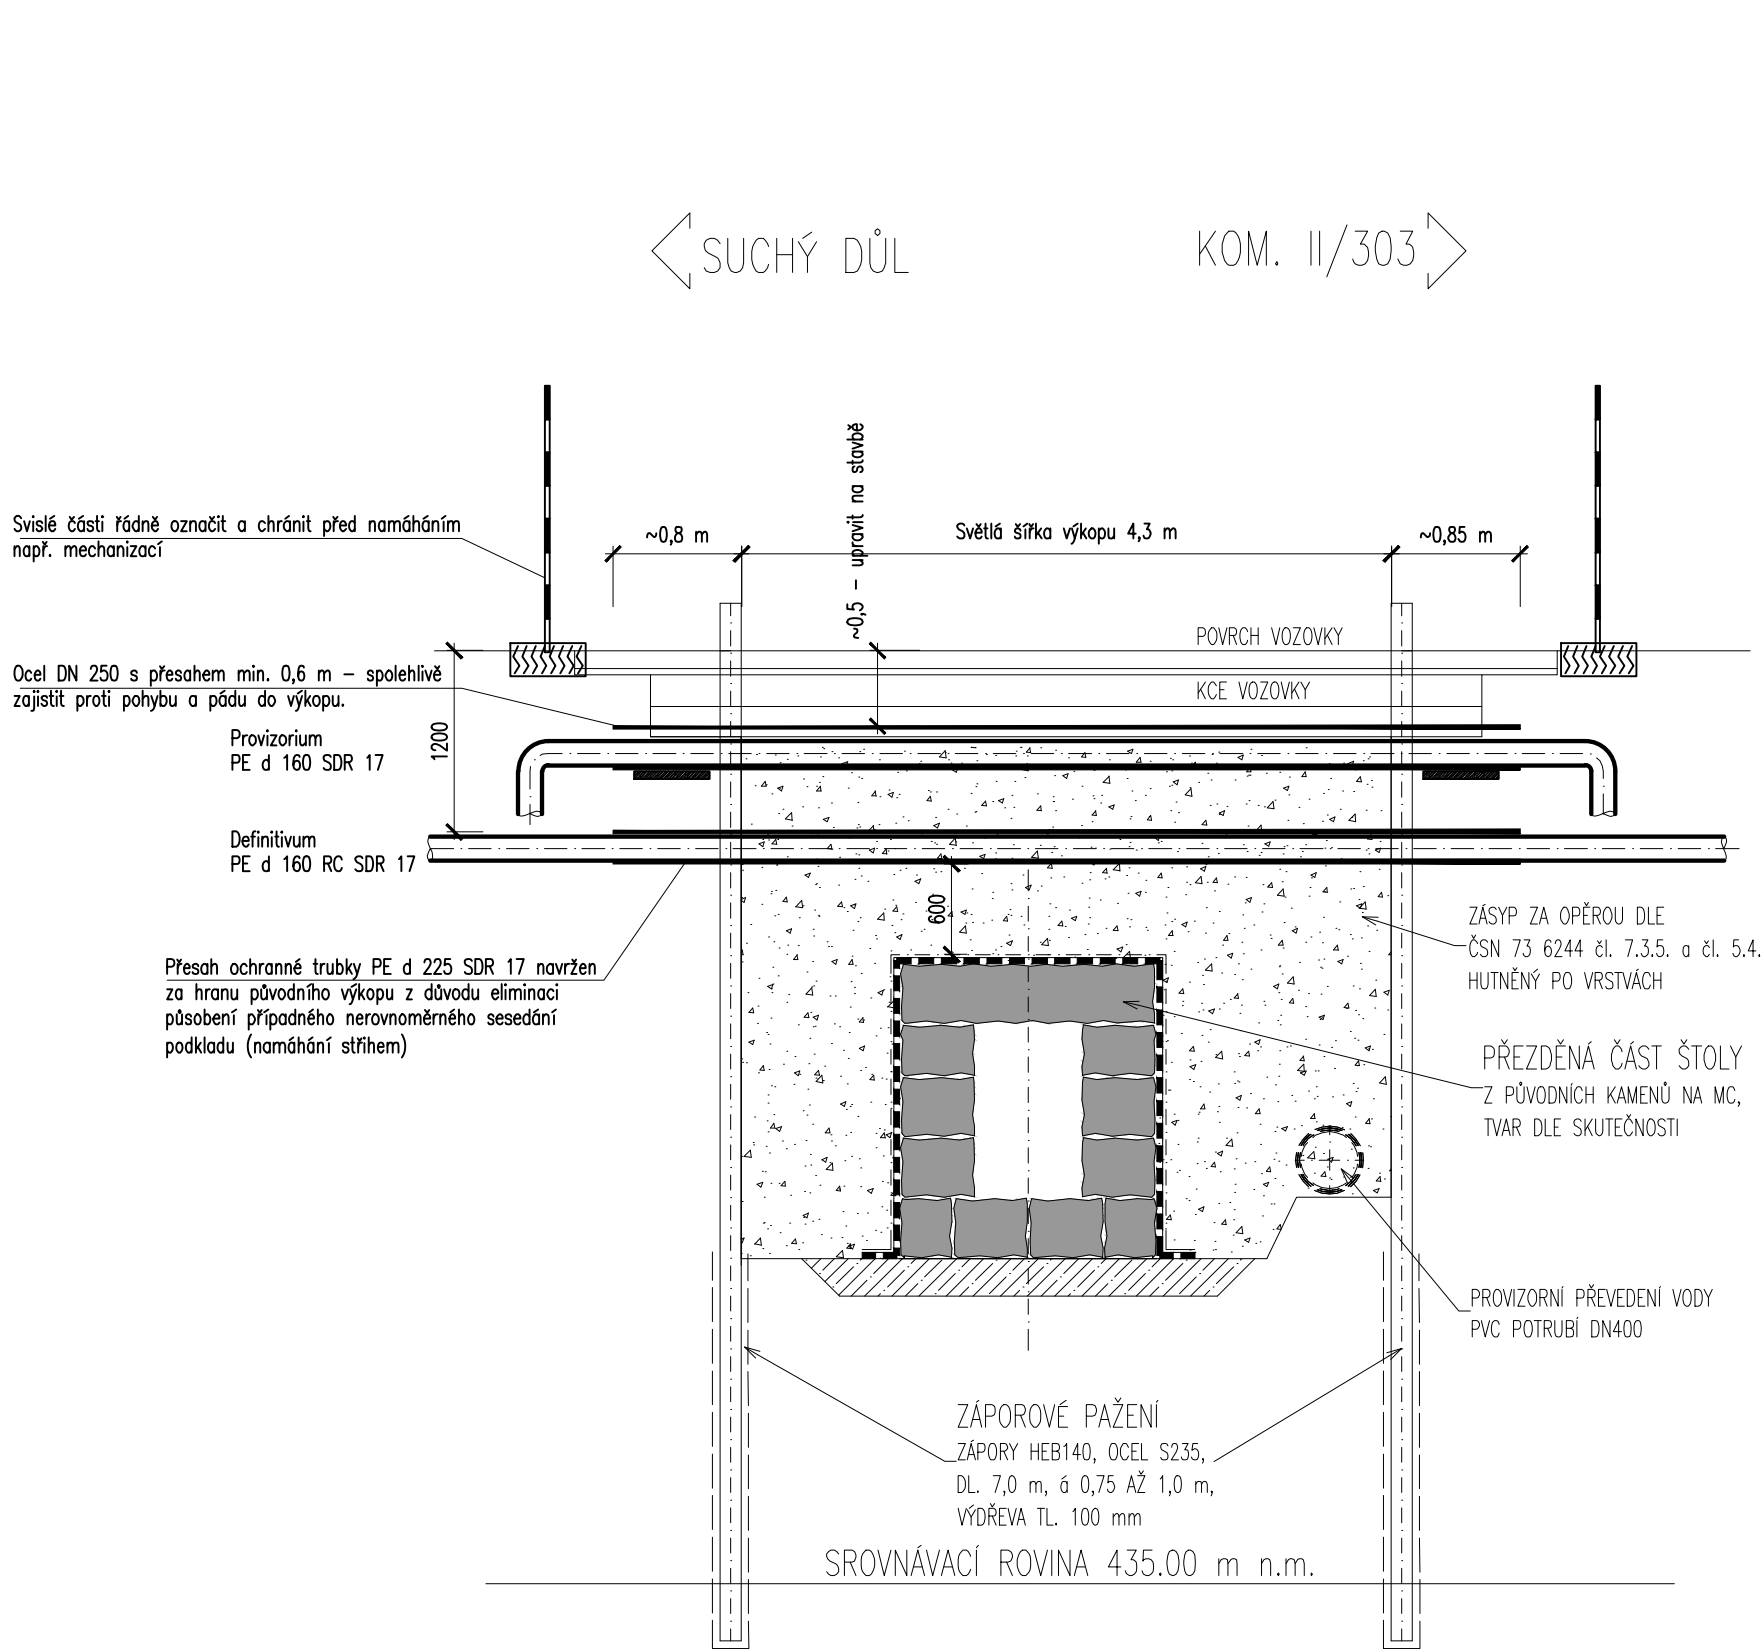 SUCHÝ DŮL
KOM. II/303
Svislé části řádně označit a chránit před namáháním
např. mechanizací
~0,8 m
~0,5 – upravit na stavbě
Světlá šířka výkopu 4,3 m
~0,85 m
POVRCH VOZOVKY
KCE VOZOVKY
Ocel DN 250 s přesahem min. 0,6 m – spolehlivě
zajistit proti pohybu a pádu do výkopu.
Provizorium
PE d 160 SDR 17
1200
Definitivum
PE d 160 RC SDR 17
600
Přesah ochranné trubky PE d 225 SDR 17 navržen
za hranu původního výkopu z důvodu eliminaci
působení případného nerovnoměrného sesedání
podkladu (namáhání střihem)
ZÁSYP ZA OPĚROU DLE
ČSN 73 6244 čl. 7.3.5. a čl. 5.4.
HUTNĚNÝ PO VRSTVÁCH
PŘEZDĚNÁ ČÁST ŠTOLY
Z PŮVODNÍCH KAMENŮ NA MC,
TVAR DLE SKUTEČNOSTI
PROVIZORNÍ PŘEVEDENÍ VODY
PVC POTRUBÍ DN400
ZÁPOROVÉ PAŽENÍ
ZÁPORY HEB140, OCEL S235,
DL. 7,0 m, á 0,75 AŽ 1,0 m,
VÝDŘEVA TL. 100 mm
SROVNÁVACÍ ROVINA 435.00 m n.m.